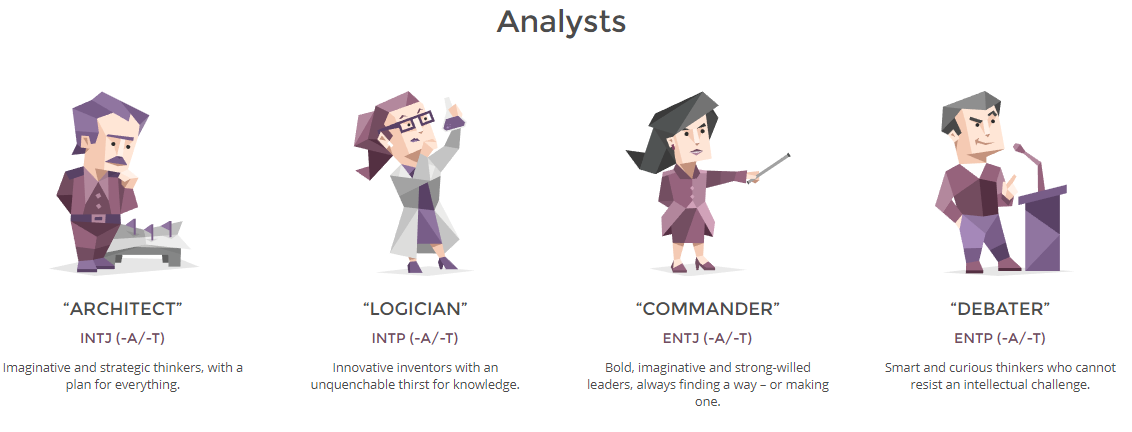 Analysts
“ARCHITECT”
INTJ (-A/-T)
Imaginative and strategic thinkers, with a
plan for everything.
“LOGICIAN”
INTP (-A/-T)
Innovative inventors with an
unquenchable thirst for knowledge.
“COMMANDER”
ENTJ (-A/-T)
Bold, imaginative and strong-willed
leaders, always finding a way – or making
one.
“DEBATER”
ENTP (-A/-T)
Smart and curious thinkers who cannot
resist an intellectual challenge.